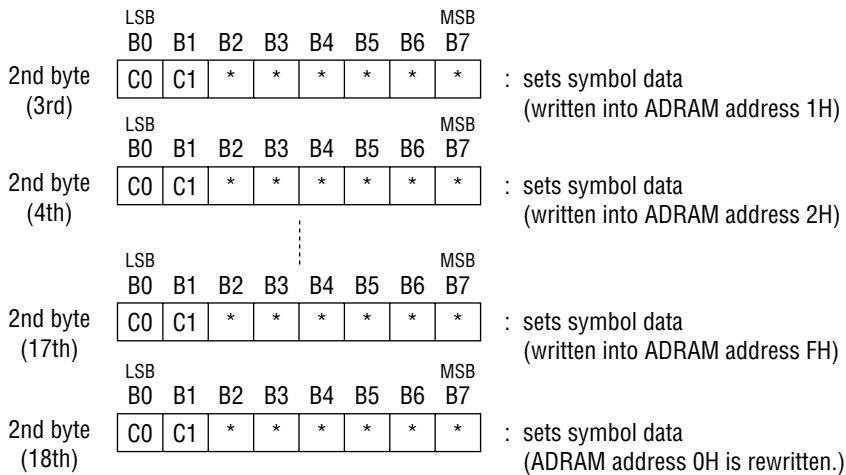 LSB MSB
B0 B1 B2 B3 B4 B5 B6 B7
2nd byte C0 C1 * * * * * * : sets symbol data
(3rd) (written into ADRAM address 1H)
LSB MSB
B0 B1 B2 B3 B4 B5 B6 B7
2nd byte C0 C1 * * * * * * : sets symbol data
(4th) (written into ADRAM address 2H)
LSB MSB
B0 B1 B2 B3 B4 B5 B6 B7
2nd byte C0 C1 * * * * * * : sets symbol data
(17th) (written into ADRAM address FH)
LSB MSB
B0 B1 B2 B3 B4 B5 B6 B7
2nd byte C0 C1 * * * * * * : sets symbol data
(18th) (ADRAM address 0H is rewritten.)